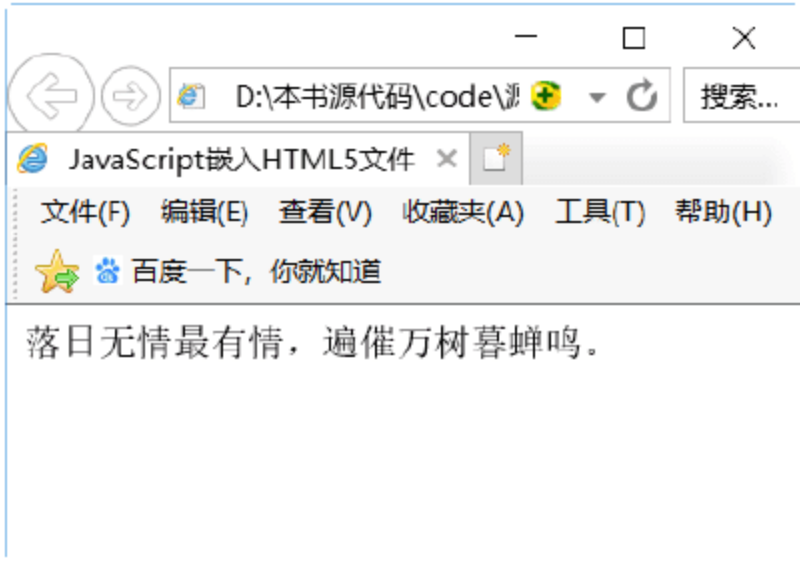 D:\本书源代码\code\源
搜索...
JavaScript嵌入HTML5文件
文件(F) 编辑(E) 查看(V) 收藏夹(A) 工具(T) 帮助(H)
百度一下，你就知道
落日无情最有情，遍催万树暮蝉鸣。